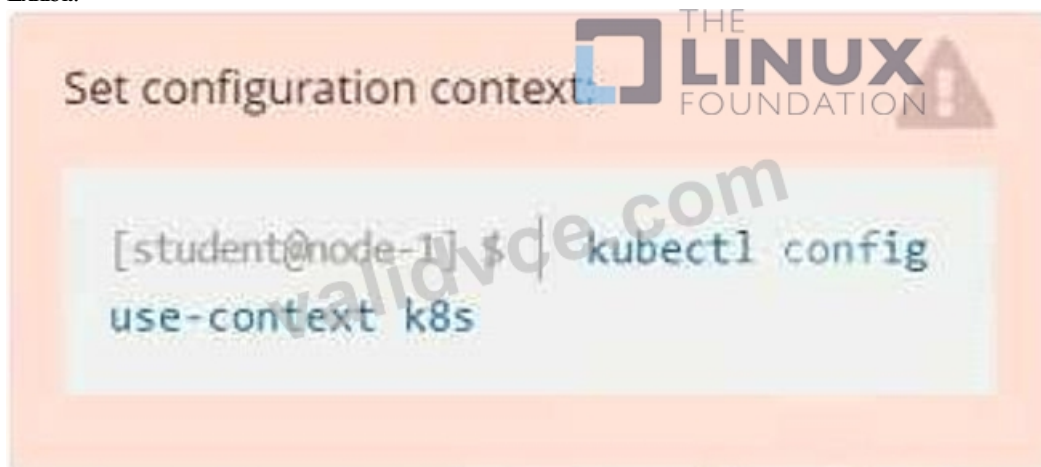 Set configuration context:
THE
LINUX
FOUNDATION
[student@node-1] $ | kubectl config
use-context k8s
validvce.com